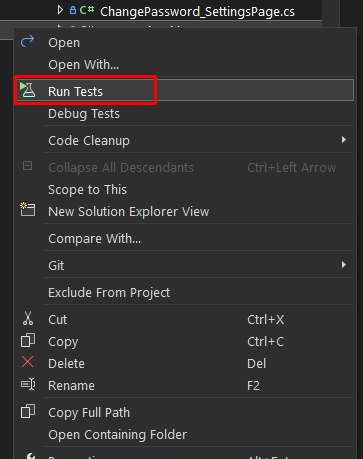 C# ChangePassword_SettingsPage.cs
Open
Open With...
Run Tests
Debug Tests
Code Cleanup
Collapse All Descendants Ctrl+Left Arrow
Scope to This
New Solution Explorer View
Compare With...
Git
Exclude From Project
Cut Ctrl+X
Copy Ctrl+C
Delete Del
Rename F2
Copy Full Path
Open Containing Folder